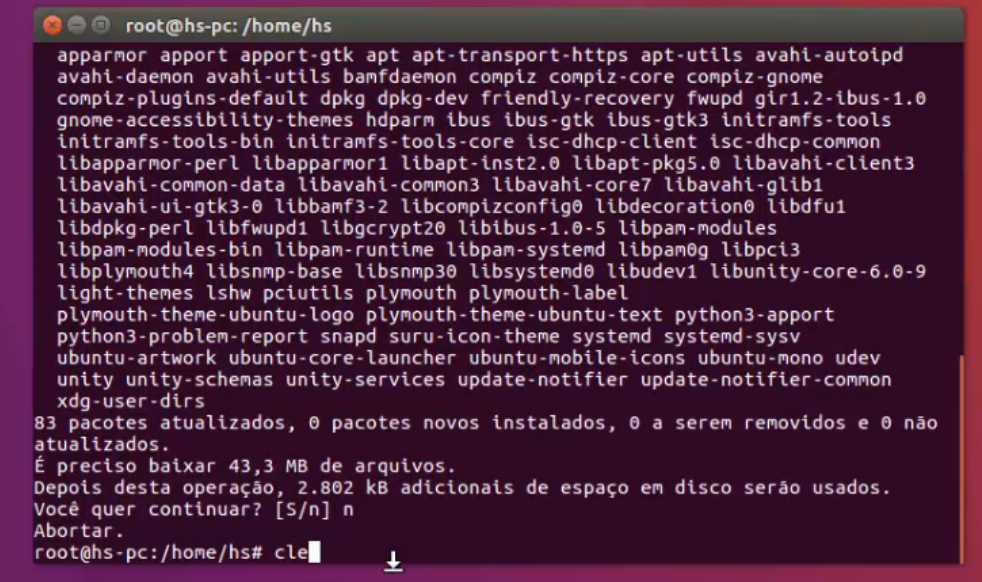 root@hs-pc: /home/hs
apparmor apport apport-gtk apt apt-transport-https apt-utils avahi-autoipd
avahi-daemon avahi-utils bamfdaemon compiz compiz-core compiz-gnome
compiz-plugins-default dpkg dpkg-dev friendly-recovery fwupd gir1.2-ibus-1.0
gnome-accessibility-themes hdparm ibus ibus-gtk ibus-gtk3 initramfs-tools
initramfs-tools-bin initramfs-tools-core isc-dhcp-client isc-dhcp-common
libapparmor-perl libapparmor1 libapt-inst2.0 libapt-pkg5.0 libavahi-client3
libavahi-common-data libavahi-common3 libavahi-core7 libavahi-glib1
libavahi-ui-gtk3-0 libbamf3-2 libcompizconfig0 libdecoration0 libdfu1
libdpkg-perl libfwupd1 libgcrypt20 libibus-1.0-5 libpam-modules
libpam-modules-bin libpam-runtime libpam-systemd libpam0g libpci3
libplymouth4 libsnmp-base libsnmp30 libsystemd0 libudev1 libunity-core-6.0-9
light-themes lshw pciutils plymouth plymouth-label
plymouth-theme-ubuntu-logo plymouth-theme-ubuntu-text python3-apport
python3-problem-report snapd suru-icon-theme systemd systemd-sysv
ubuntu-artwork ubuntu-core-launcher ubuntu-mobile-icons ubuntu-mono udev
unity unity-schemas unity-services update-notifier update-notifier-common
xdg-user-dirs
83 pacotes atualizados, 0 pacotes novos instalados, 0 a serem removidos e 0 não
atualizados.
É preciso baixar 43,3 MB de arquivos.
Depois desta operação, 2.802 kB adicionais de espaço em disco serão usados.
Você quer continuar? [S/n] n
Abortar.
root@hs-pc:/home/hs# cle